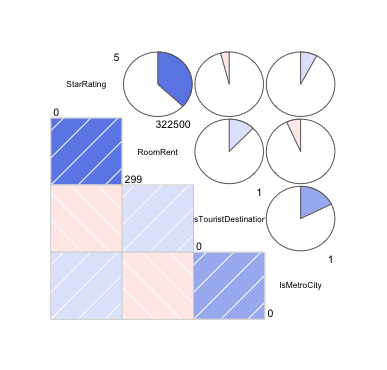 5
StarRating
0
322500
RoomRent
299
1
IsTouristDestination
0
1
IsMetroCity
0